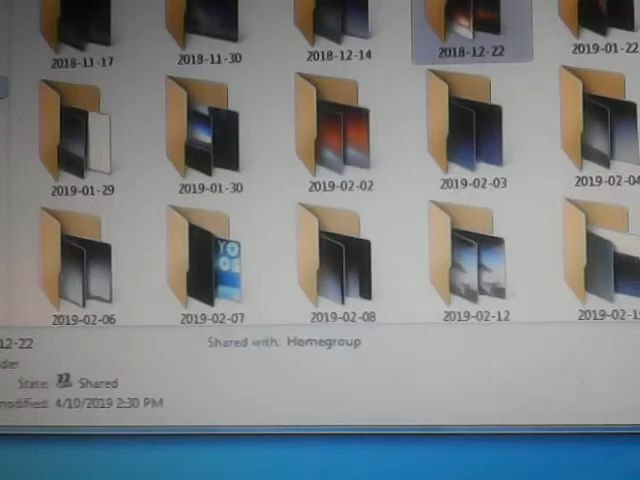 2018-11-17 2018-11-30 2018-12-14 2018-12-22 2019-01-22
2019-01-29 2019-01-30 2019-02-02 2019-02-03 2019-02-04
YO
OE
2019-02-06 2019-02-07 2019-02-08 2019-02-12 2019-02-1
12-22 Shared with: Homegroup
der
State: Shared
modified: 4/10/2019 2:30 PM